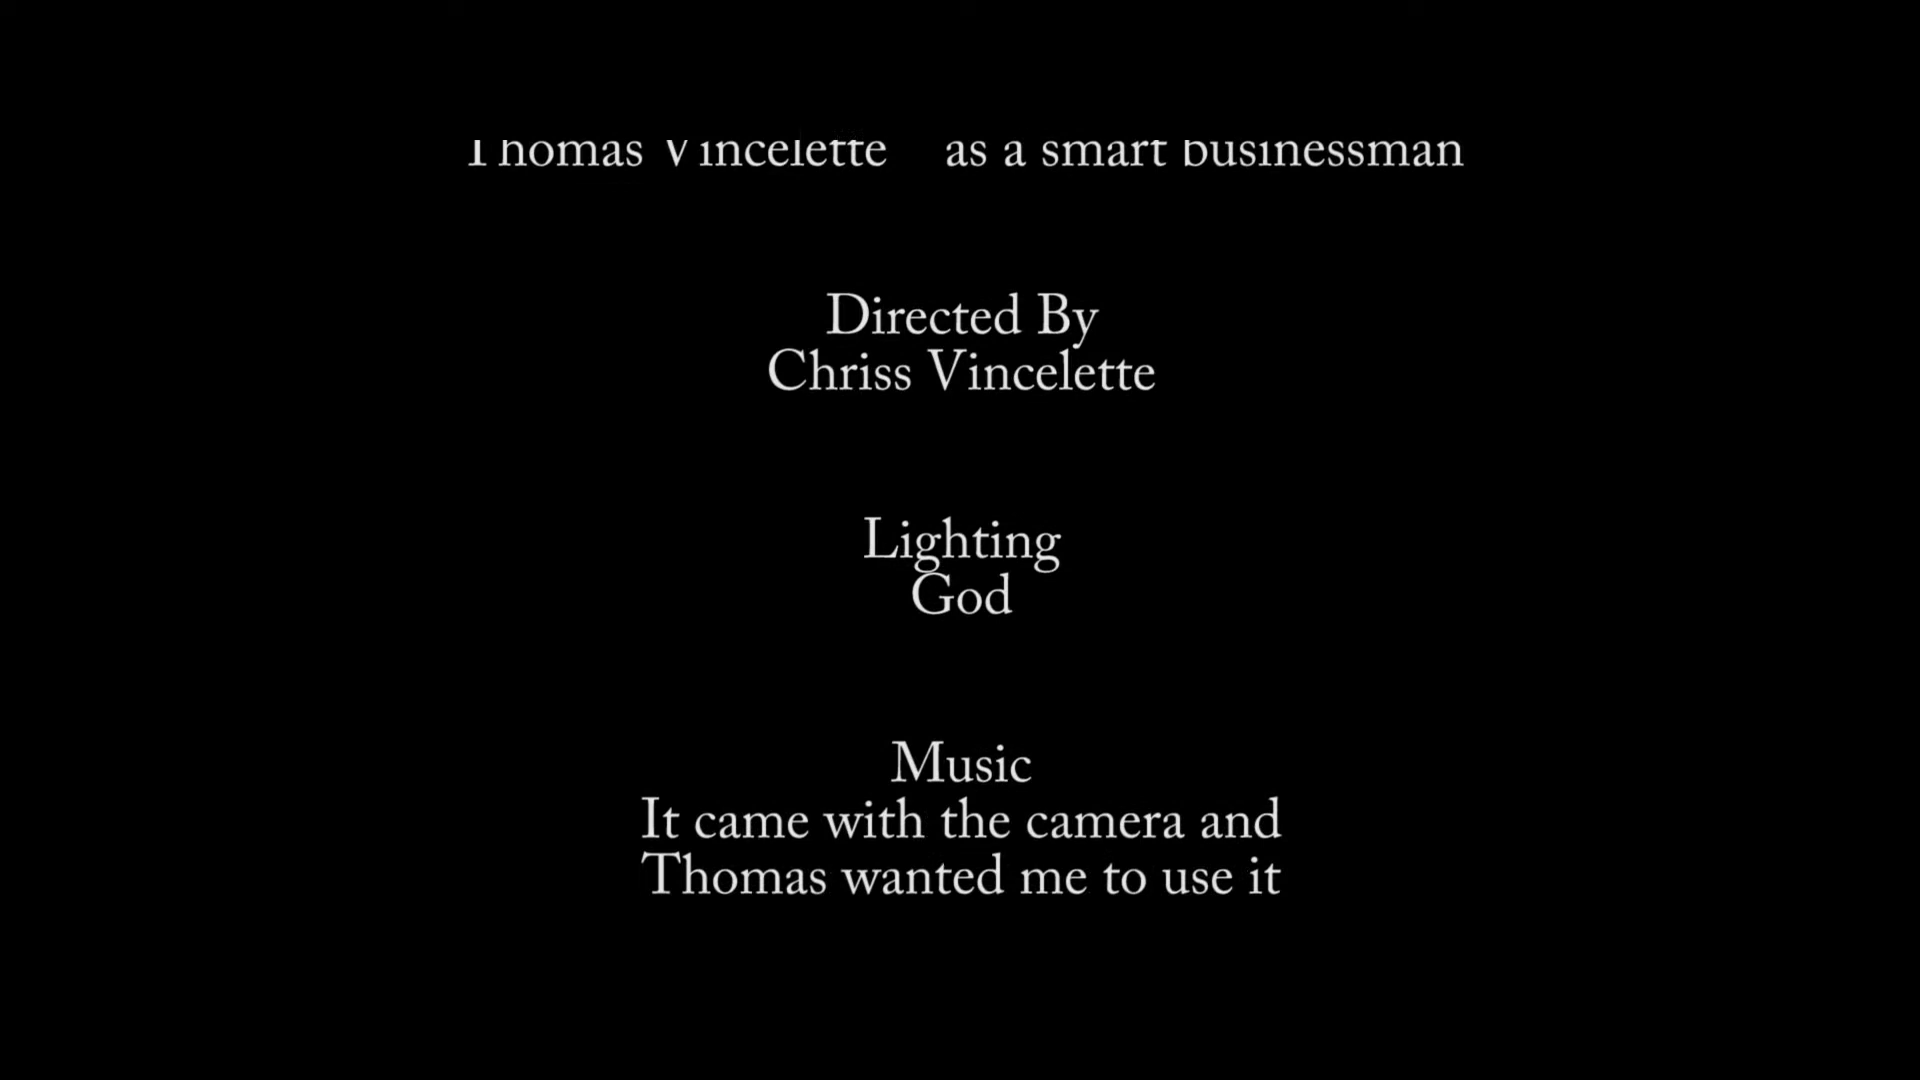 Thomas Vincelette as a smart businessman
Directed By
Chriss Vincelette
Lighting
God
Music
It came with the camera and
Thomas wanted me to use it